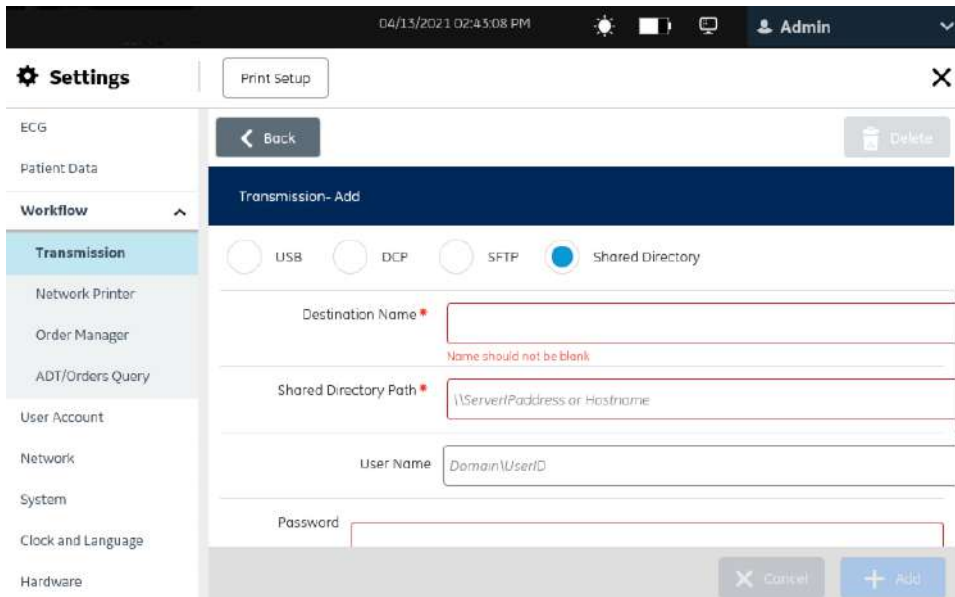 04/13/2021 02:43:08 PM Admin
Settings Print Setup
ECG
Back Delete
Patient Data
Workflow
Transmission- Add
Transmission
USB DCP SFTP Shared Directory
Network Printer
Destination Name*
Order Manager
Name should not be blank
ADT/Orders Query
Shared Directory Path* \\ServerIPaddress or Hostname
User Account
Network
User Name Domain\UserID
System
Password
Clock and Language
Hardware
Cancel + Add